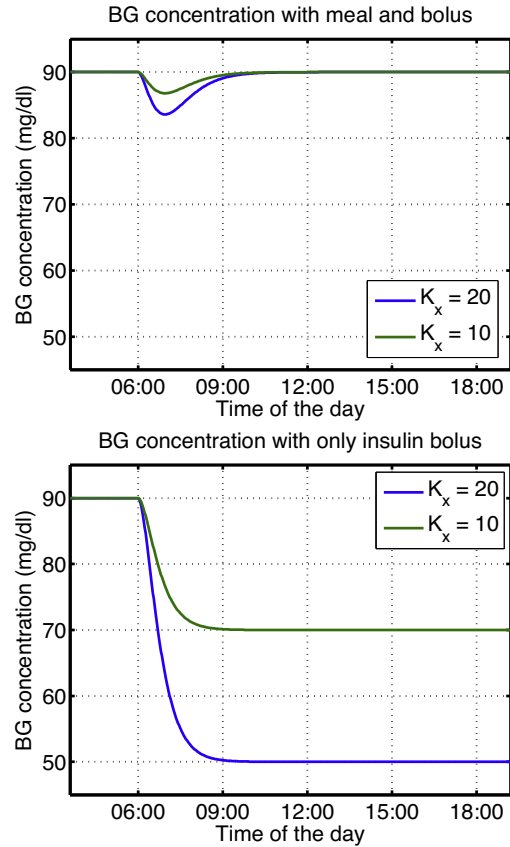 BG concentration with meal and bolus
BG concentration (mg/dl)
90
80
70
60
50
K_x = 20
K_x = 10
06:00 09:00 12:00 15:00 18:00
Time of the day
BG concentration with only insulin bolus
BG concentration (mg/dl)
90
80
70
60
50
K_x = 20
K_x = 10
06:00 09:00 12:00 15:00 18:00
Time of the day